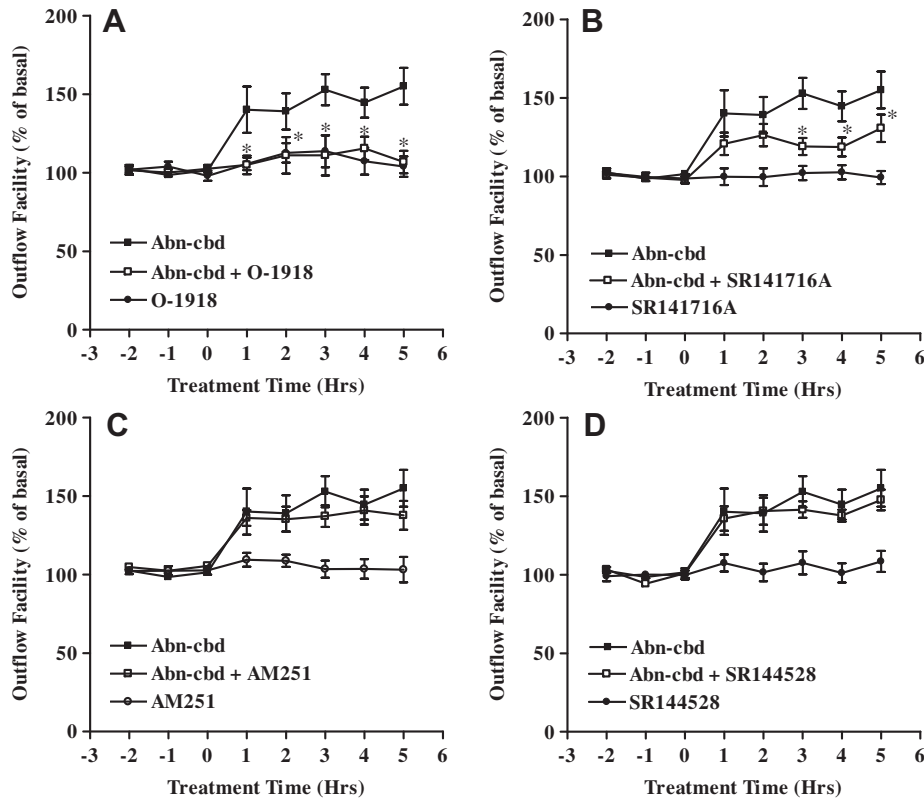 A
200
150
100
50
0
Outflow Facility (% of basal)
* * * * *
Abn-cbd
Abn-cbd + O-1918
O-1918
-3 -2 -1 0 1 2 3 4 5 6
Treatment Time (Hrs)
B
200
150
100
50
0
Outflow Facility (% of basal)
* * *
Abn-cbd
Abn-cbd + SR141716A
SR141716A
-3 -2 -1 0 1 2 3 4 5 6
Treatment Time (Hrs)
C
200
150
100
50
0
Outflow Facility (% of basal)
Abn-cbd
Abn-cbd + AM251
AM251
-3 -2 -1 0 1 2 3 4 5 6
Treatment Time (Hrs)
D
200
150
100
50
0
Outflow Facility (% of basal)
Abn-cbd
Abn-cbd + SR144528
SR144528
-3 -2 -1 0 1 2 3 4 5 6
Treatment Time (Hrs)